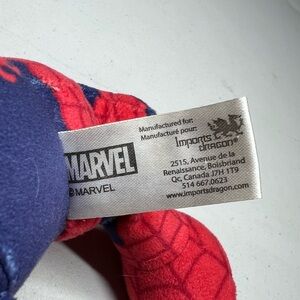 Manufactured for:
Manufacturé pour:
Imports
dragon
2515, Avenue de la
Renaissance, Boisbriand
Qc, Canada J7H 1T9
514 667.0623
www.importsdragon.com
MARVEL
©MARVEL